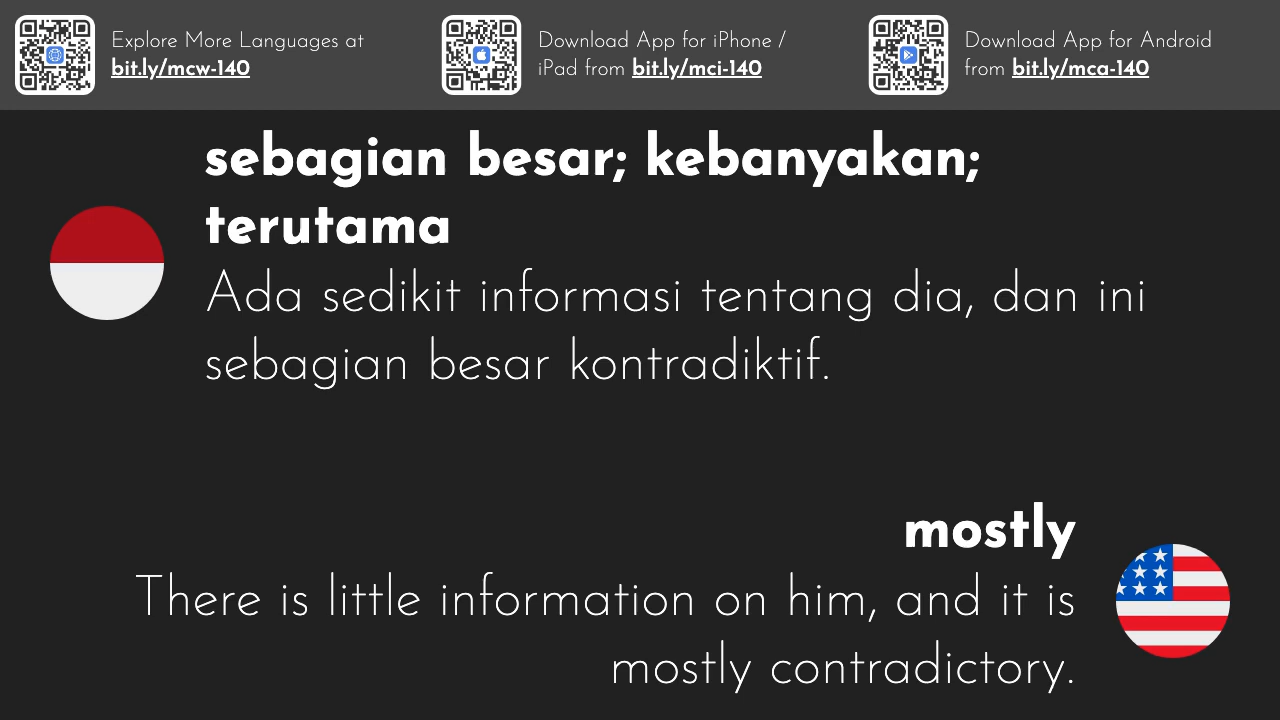 Explore More Languages at
bit.ly/mcw-140
Download App for iPhone /
iPad from bit.ly/mci-140
Download App for Android
from bit.ly/mca-140
sebagian besar; kebanyakan;
terutama
Ada sedikit informasi tentang dia, dan ini
sebagian besar kontradiktif.
mostly
There is little information on him, and it is
mostly contradictory.